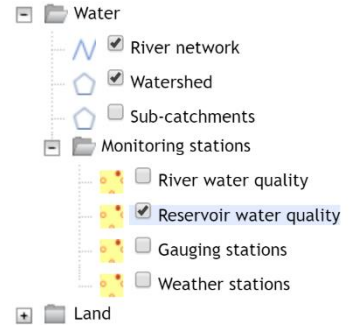 Water
River network
Watershed
Sub-catchments
Monitoring stations
River water quality
Reservoir water quality
Gauging stations
Weather stations
Land